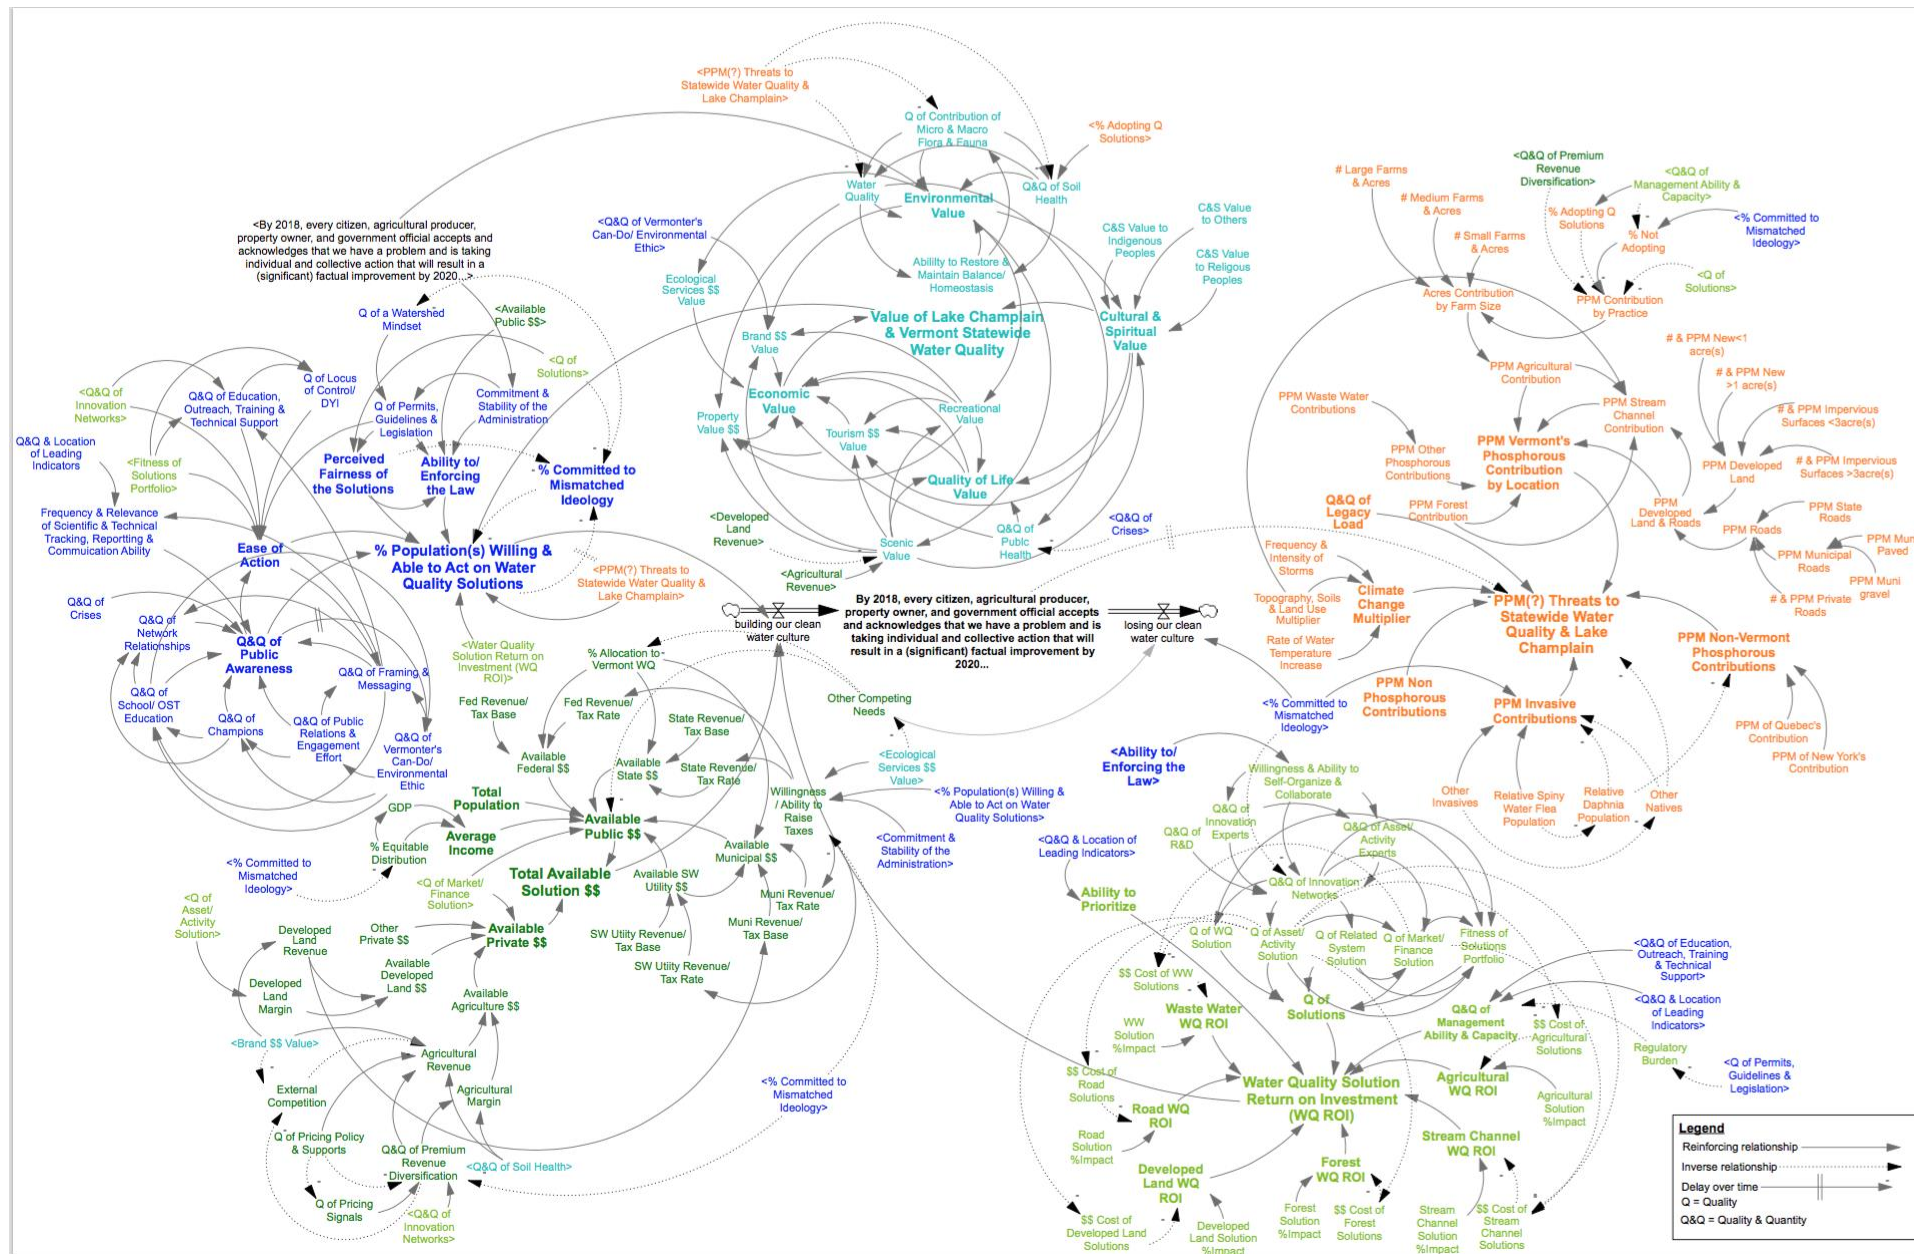 <PPM(?) Threats to
Statewide Water Quality &
Lake Champlain>
Q of Contribution of
Micro & Macro
Flora & Fauna
<% Adopting Q
Solutions>
Water
Quality
Environmental
Value
Q&Q of Soil
Health
<Q&Q of Vermonter's
Can-Do/ Environmental
Ethic>
C&S Value to
Indigenous
Peoples
C&S Value
to Others
C&S Value
to Religous
Peoples
Ecological
Services $$
Value
Abililty to Restore &
Maintain Balance/
Homeostasis
Value of Lake Champlain
& Vermont Statewide
Water Quality
Cultural &
Spiritual
Value
Brand $$
Value
Economic
Value
Property
Value $$
Tourism $$
Value
Recreational
Value
Quality of Life
Value
Q&Q of
Publc
Health
Scenic
Value
<Developed
Land
Revenue>
<Agricultural
Revenue>
<Q&Q of
Crises>
<By 2018, every citizen, agricultural producer,
property owner, and government official accepts and
acknowledges that we have a problem and is taking
individual and collective action that will result in a
(significant) factual improvement by 2020...>
Q of a Watershed
Mindset
<Available
Public $$>
<Q of
Solutions>
<Q&Q of
Innovation
Networks>
Q&Q of Education,
Outreach, Training &
Technical Support
Q of Locus
of Control/
DYI
Q of Permits,
Guidelines &
Legislation
Commitment &
Stability of the
Administration
Q&Q & Location
of Leading
Indicators
<Fitness of
Solutions
Portfolio>
Perceived
Fairness of
the Solutions
Ability to/
Enforcing
the Law
% Committed to
Mismatched
Ideology
Frequency & Relevance
of Scientific & Technical
Tracking, Reporting &
Commuication Ability
Ease of
Action
% Population(s) Willing &
Able to Act on Water
Quality Solutions
<PPM(?) Threats to
Statewide Water Quality &
Lake Champlain>
Q&Q of
Crises
Q&Q of
Network
Relationships
Q&Q of
Public
Awareness
Q&Q of Framing &
Messaging
Q&Q of
School/ OST
Education
Q&Q of
Champions
Q&Q of Public
Relations &
Engagement
Effort
Q&Q of
Vermonter's
Can-Do/
Environmental
Ethic
<Water Quality
Solution Return on
Investment (WQ
ROI)>
building our clean
water culture
By 2018, every citizen, agricultural producer,
property owner, and government official accepts
and acknowledges that we have a problem and is
taking individual and collective action that will
result in a (significant) factual improvement by
2020...
losing our clean
water culture
# Large Farms
& Acres
# Medium Farms
& Acres
# Small Farms
& Acres
<Q&Q of Premium
Revenue
Diversification>
<Q&Q of
Management Ability &
Capacity>
% Adopting Q
Solutions
% Not
Adopting
<% Committed to
Mismatched
Ideology>
<Q of
Solutions>
Acres Contribution
by Farm Size
PPM Contribution
by Practice
# & PPM New<1
acre(s)
# & PPM New
>1 acre(s)
PPM Agricultural
Contribution
PPM Waste Water
Contributions
PPM Stream
Channel
Contribution
# & PPM Impervious
Surfaces <3acre(s)
PPM Other
Phosphorous
Contributions
PPM Vermont's
Phosphorous
Contribution
by Location
PPM Developed
Land
# & PPM Impervious
Surfaces >3acre(s)
Q&Q of
Legacy
Load
PPM Forest
Contribution
PPM
Developed
Land & Roads
PPM Roads
PPM State
Roads
PPM Municipal
Roads
PPM Mun
Paved
PPM Muni
gravel
# & PPM Private
Roads
Frequency &
Intensity of
Storms
Topography, Soils
& Land Use
Multiplier
Rate of Water
Temperature
Increase
Climate
Change
Multiplier
PPM(?) Threats to
Statewide Water
Quality & Lake
Champlain
PPM Non-Vermont
Phosphorous
Contributions
PPM Non
Phosphorous
Contributions
PPM Invasive
Contributions
PPM of Quebec's
Contribution
PPM of New York's
Contribution
Other
Invasives
Relative Spiny
Water Flea
Population
Relative
Daphnia
Population
Other
Natives
% Allocation to
Vermont WQ
Other Competing
Needs
Fed Revenue/
Tax Base
Fed Revenue/
Tax Rate
State Revenue/
Tax Base
State Revenue/
Tax Rate
Available
Federal $$
Available
State $$
<Ecological
Services $$
Value>
Willingness
/ Ability to
Raise
Taxes
<% Population(s) Willing &
Able to Act on Water
Quality Solutions>
<Commitment &
Stability of the
Administration>
Total
Population
GDP
Average
Income
% Equitable
Distribution
Available
Public $$
Available
Municipal $$
<% Committed to
Mismatched
Ideology>
<Q of Market/
Finance
Solution>
Total Available
Solution $$
Available SW
Utility $$
Muni Revenue/
Tax Rate
Muni Revenue/
Tax Base
SW Utiity Revenue/
Tax Base
SW Utiity Revenue/
Tax Rate
<Q of
Asset/
Activity
Solution>
Developed
Land
Revenue
Other
Private $$
Available
Private $$
Available
Developed
Land $$
Developed
Land
Margin
Available
Agriculture $$
<Brand $$ Value>
Agricultural
Revenue
External
Competition
Agricultural
Margin
Q of Pricing Policy
& Supports
Q&Q of Premium
Revenue
Diversification
<Q&Q of Soil Health>
Q of Pricing
Signals
<Q&Q of
Innovation
Networks>
<% Committed to
Mismatched
Ideology>
<% Committed to
Mismatched
Ideology>
<Ability to/
Enforcing the
Law>
Willingness & Ability to
Self-Organize &
Collaborate
Q&Q of
Innovation
Experts
Q&Q of
R&D
Q&Q of Asset/
Activity
Experts
<Q&Q & Location of
Leading Indicators>
Ability to
Prioritize
Q&Q of Innovation
Networks
Q of WQ
Solution
Q of Asset/
Activity
Solution
Q of Related
System
Solution
Q of Market/
Finance
Solution
Fitness of
Solutions
Portfolio
<Q&Q of Education,
Outreach, Training
& Technical
Support>
<Q&Q & Location
of Leading
Indicators>
$$ Cost of WW
Solutions
Waste Water
WQ ROI
WW
Solution
%Impact
Q of
Solutions
Q&Q of
Management
Ability & Capacity
$$ Cost of
Agricultural
Solutions
Regulatory
Burden
<Q of Permits,
Guidelines &
Legislation>
$$ Cost of
Road
Solutions
Water Quality Solution
Return on Investment
(WQ ROI)
Agricultural
WQ ROI
Agricultural
Solution
%Impact
Road WQ
ROI
Road
Solution
%Impact
Stream Channel
WQ ROI
Developed
Land WQ
ROI
Forest
WQ ROI
$$ Cost of
Developed Land
Solutions
Developed
Land Solution
%Impact
Forest
Solution
%Impact
$$ Cost of
Forest
Solutions
Stream
Channel
Solution
%Impact
$$ Cost of
Stream
Channel
Solutions
Legend
Reinforcing relationship
Inverse relationship
Delay over time
Q = Quality
Q&Q = Quality & Quantity